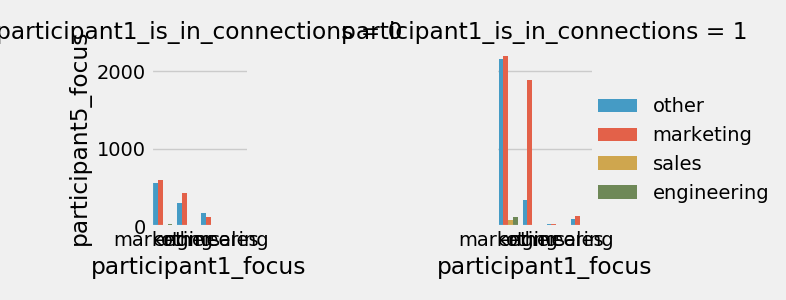 participant1_is_in_connections = 0
participant1_is_in_connections = 1
participant5_focus
2000
1000
0
other
marketing
sales
engineering
participant1_focus
participant1_focus